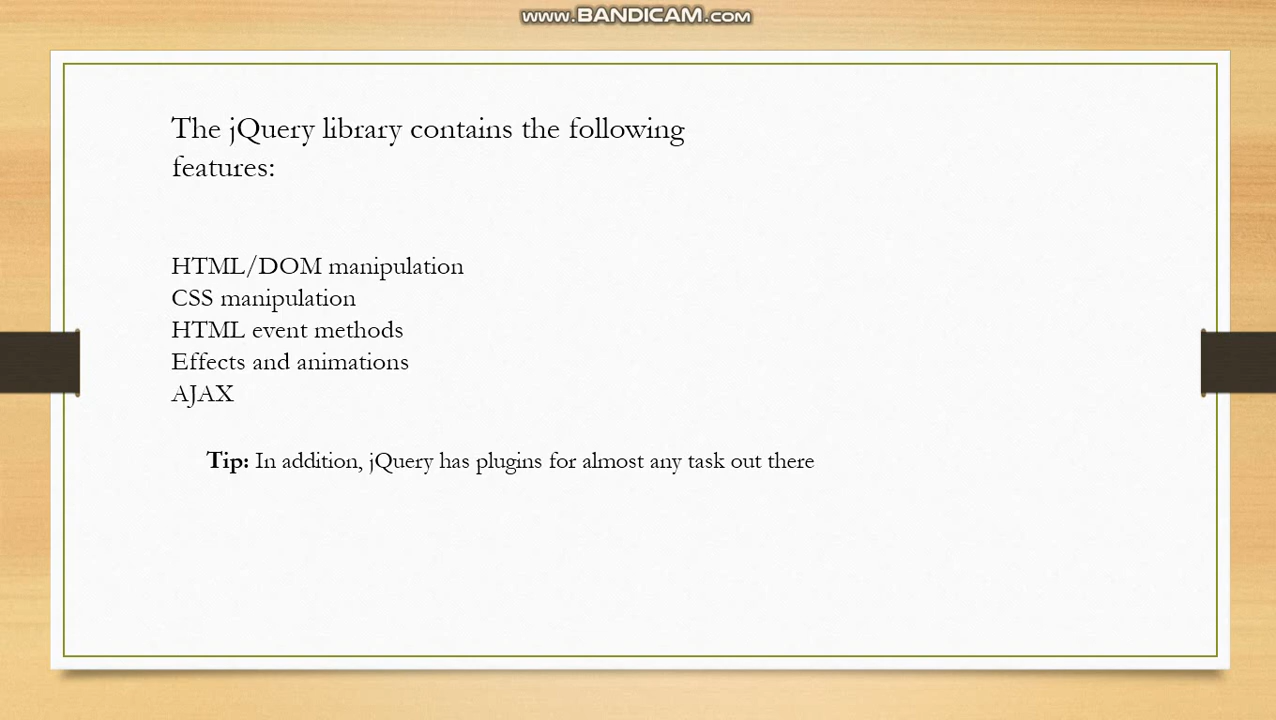 www.BANDICAM.com
The jQuery library contains the following
features:
HTML/DOM manipulation
CSS manipulation
HTML event methods
Effects and animations
AJAX
Tip: In addition, jQuery has plugins for almost any task out there